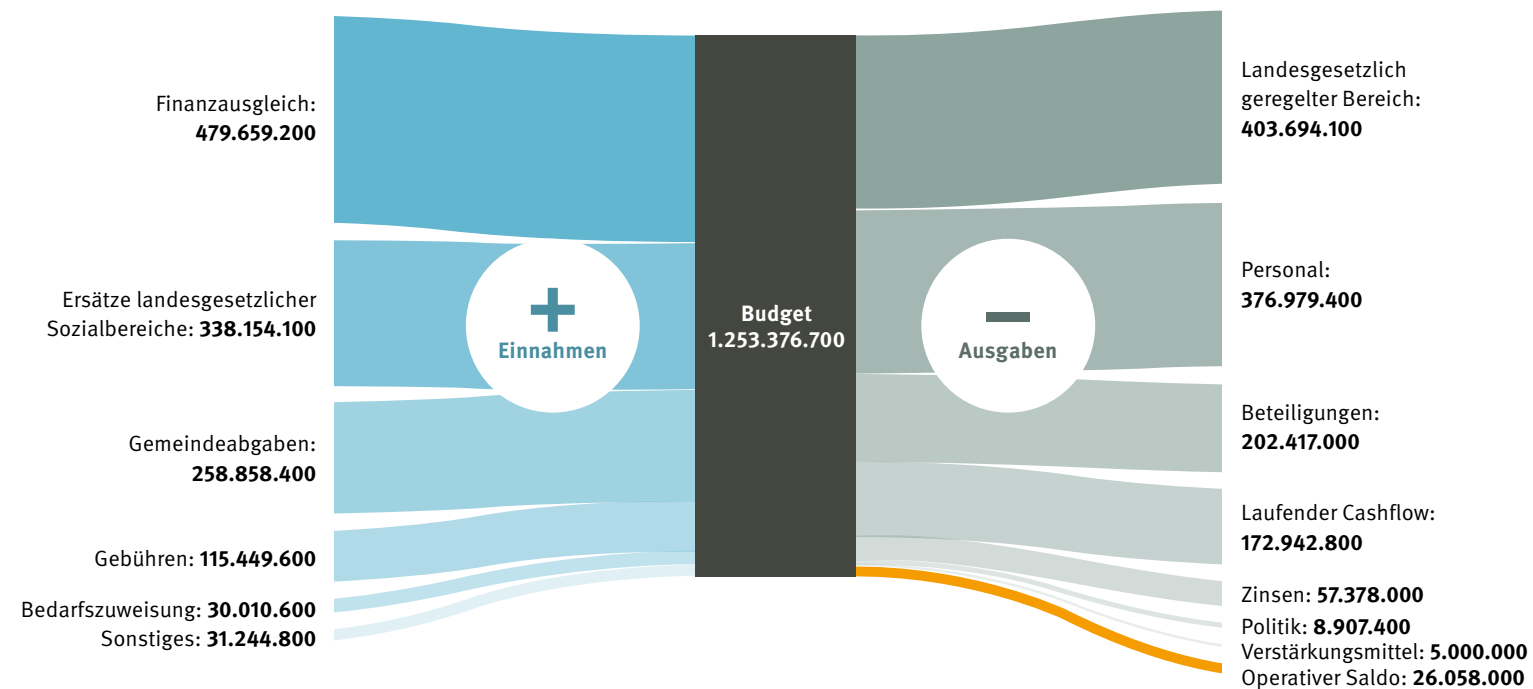 Finanzausgleich:
479.659.200
Ersätze landesgesetzlicher
Sozialbereiche: 338.154.100
Gemeindeabgaben:
258.858.400
Gebühren: 115.449.600
Bedarfszuweisung: 30.010.600
Sonstiges: 31.244.800
+
Einnahmen
Budget
1.253.376.700
−
Ausgaben
Landesgesetzlich
geregelter Bereich:
403.694.100
Personal:
376.979.400
Beteiligungen:
202.417.000
Laufender Cashflow:
172.942.800
Zinsen: 57.378.000
Politik: 8.907.400
Verstärkungsmittel: 5.000.000
Operativer Saldo: 26.058.000